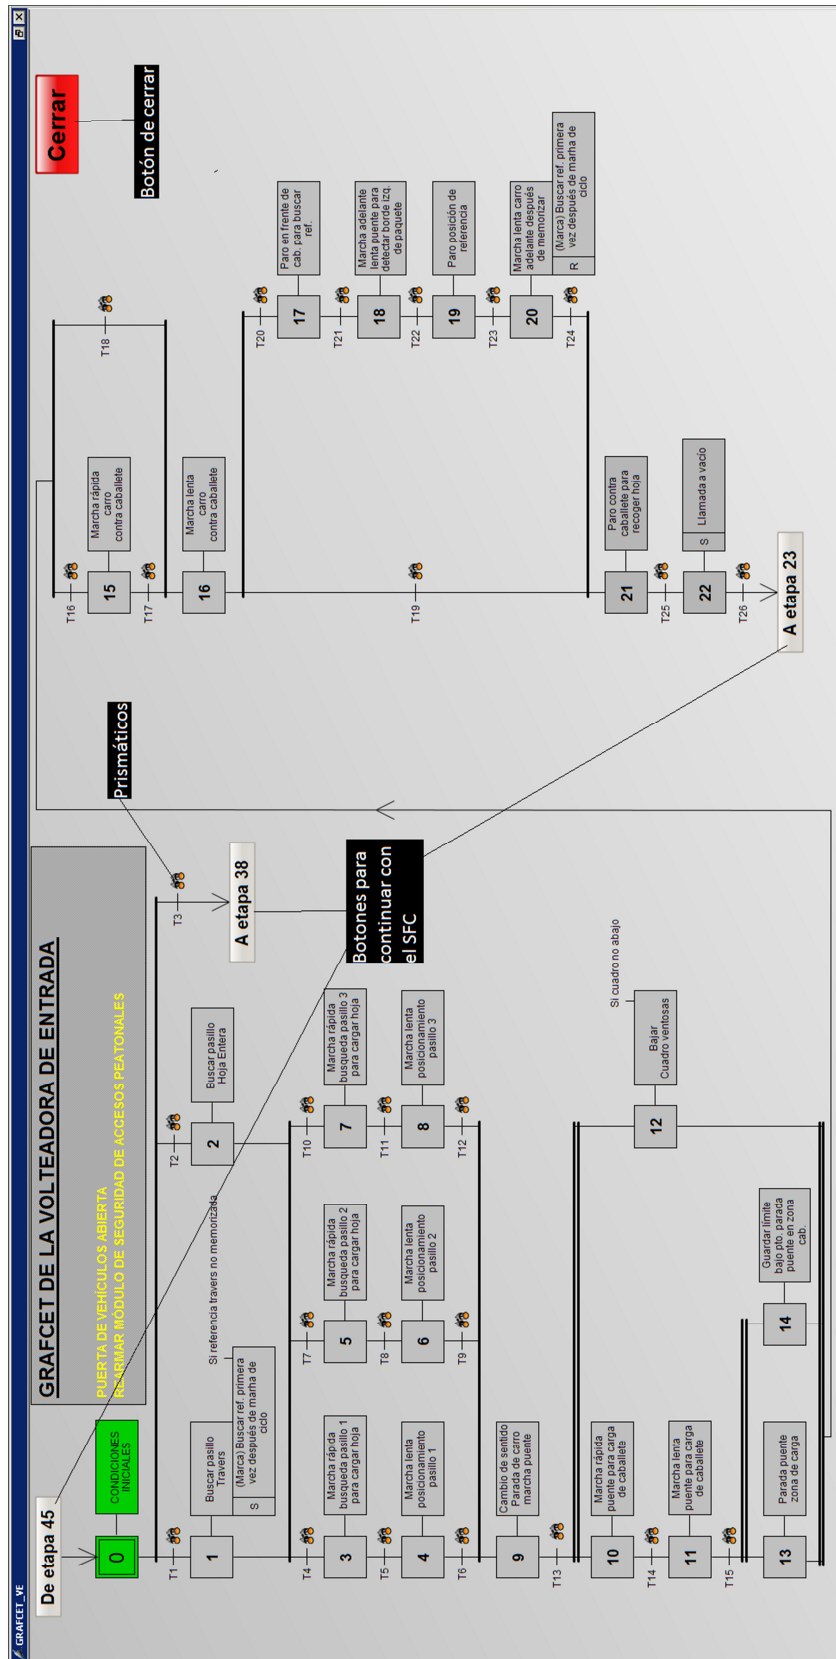 GRAFCET_VE
De etapa 45
GRAFCET DE LA VOLTEADORA DE ENTRADA
PUERTA DE VEHÍCULOS ABIERTA
REARMAR MÓDULO DE SEGURIDAD DE ACCESOS PEATONALES
0
CONDICIONES
INICIALES
T1
1
Buscar pasillo
Travers
S
(Marca) Buscar ref. primera
vez después de marha de
ciclo
Si referencia travers no memorizada
T2
2
Buscar pasillo
Hoja Entera
T3
A etapa 38
Prismáticos
Botones para
continuar con
el SFC
T4
3
Marcha rápida
busqueda pasillo 1
para cargar hoja
T5
4
Marcha lenta
posicionamiento
pasillo 1
T6
T7
5
Marcha rápida
busqueda pasillo 2
para cargar hoja
T8
6
Marcha lenta
posicionamiento
pasillo 2
T9
T10
7
Marcha rápida
busqueda pasillo 3
para cargar hoja
T11
8
Marcha lenta
posicionamiento
pasillo 3
T12
9
Cambio de sentido
Parada de carro
marcha puente
T13
10
Marcha rápida
puente para carga
de caballete
T14
11
Marcha lenta
puente para carga
de caballete
T15
12
Bajar
Cuadro ventosas
Si cuadro no abajo
13
Parada puente
zona de carga
14
Guardar límite
bajo pto. parada
puente en zona
cab.
Cerrar
Botón de cerrar
T16
15
Marcha rápida
carro
contra caballete
T17
T18
16
Marcha lenta
carro
contra caballete
T19
T20
17
Paro en frente de
cab. para buscar
ref.
T21
18
Marcha adelante
lenta puente para
detectar borde izq.
de paquete
T22
19
Paro posición de
referencia
T23
20
Marcha lenta carro
adelante después
de memorizar
R
(Marca) Buscar ref. primera
vez después de marha de
ciclo
T24
21
Paro contra
caballete para
recoger hoja
T25
22
S
Llamada a vacío
T26
A etapa 23